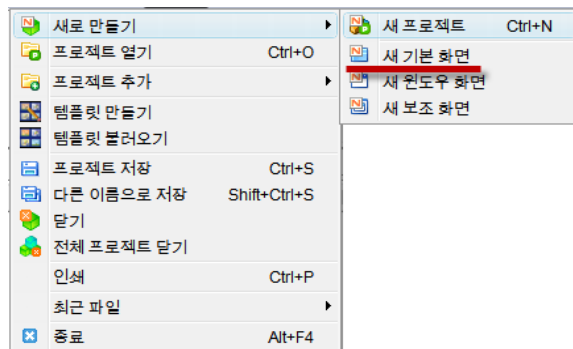 새로 만들기
프로젝트 열기 Ctrl+O
프로젝트 추가
템플릿 만들기
템플릿 불러오기
프로젝트 저장 Ctrl+S
다른 이름으로 저장 Shift+Ctrl+S
닫기
전체 프로젝트 닫기
인쇄 Ctrl+P
최근 파일
종료 Alt+F4
새 프로젝트 Ctrl+N
새 기본 화면
새 윈도우 화면
새 보조 화면